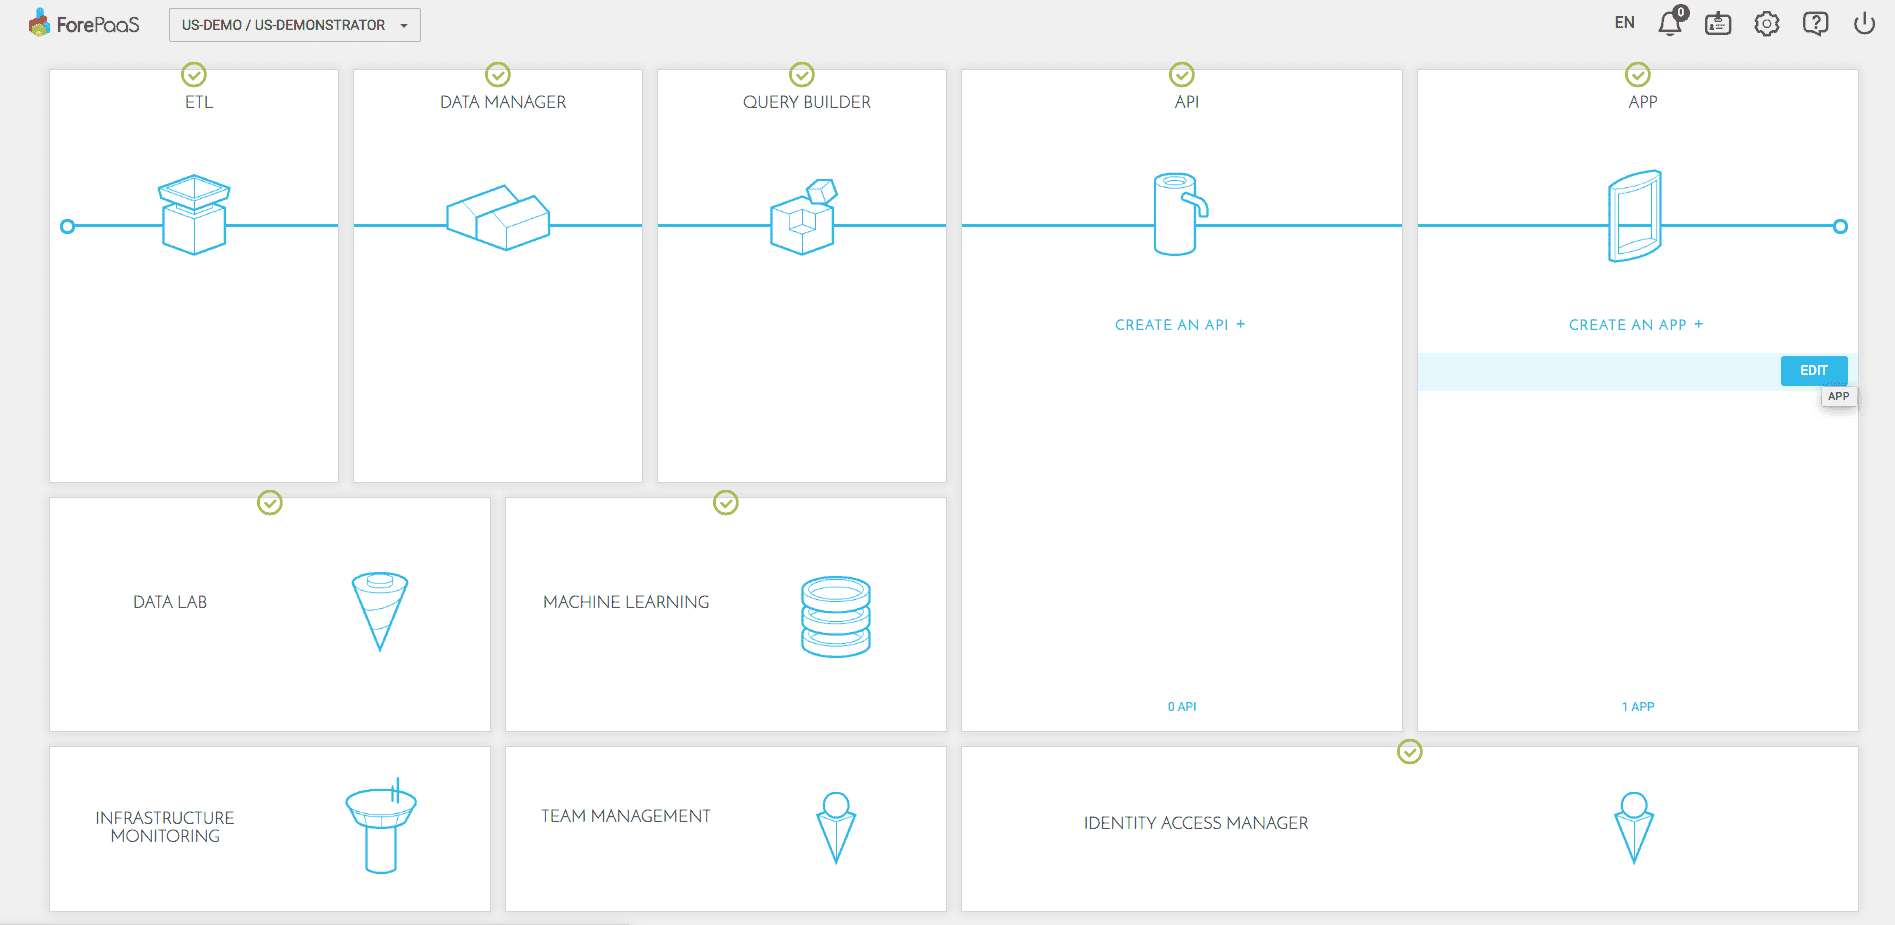 ForePaaS
US-DEMO / US-DEMONSTRATOR
EN
0
ETL
DATA MANAGER
QUERY BUILDER
API
APP
CREATE AN API +
CREATE AN APP +
EDIT
APP
DATA LAB
MACHINE LEARNING
0 API
1 APP
INFRASTRUCTURE
MONITORING
TEAM MANAGEMENT
IDENTITY ACCESS MANAGER